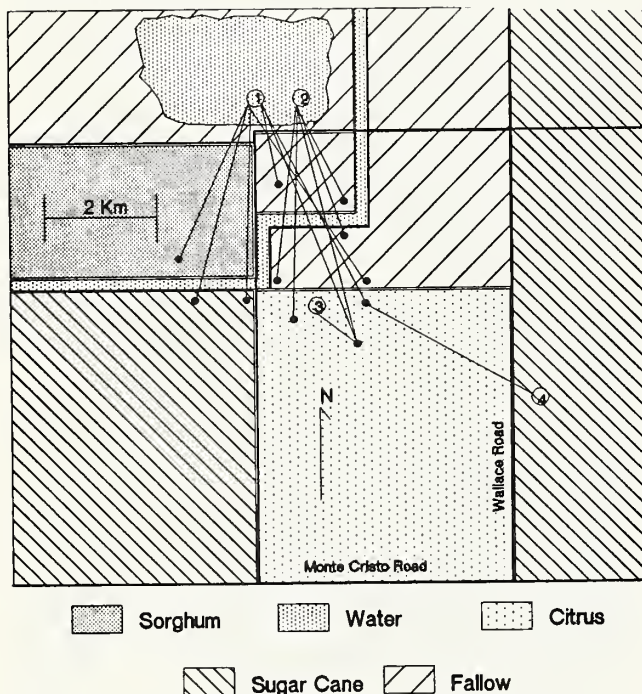 1 2
2 Km
3
N
4
Wallace Road
Monte Cristo Road
Sorghum Water Citrus
Sugar Cane Fallow